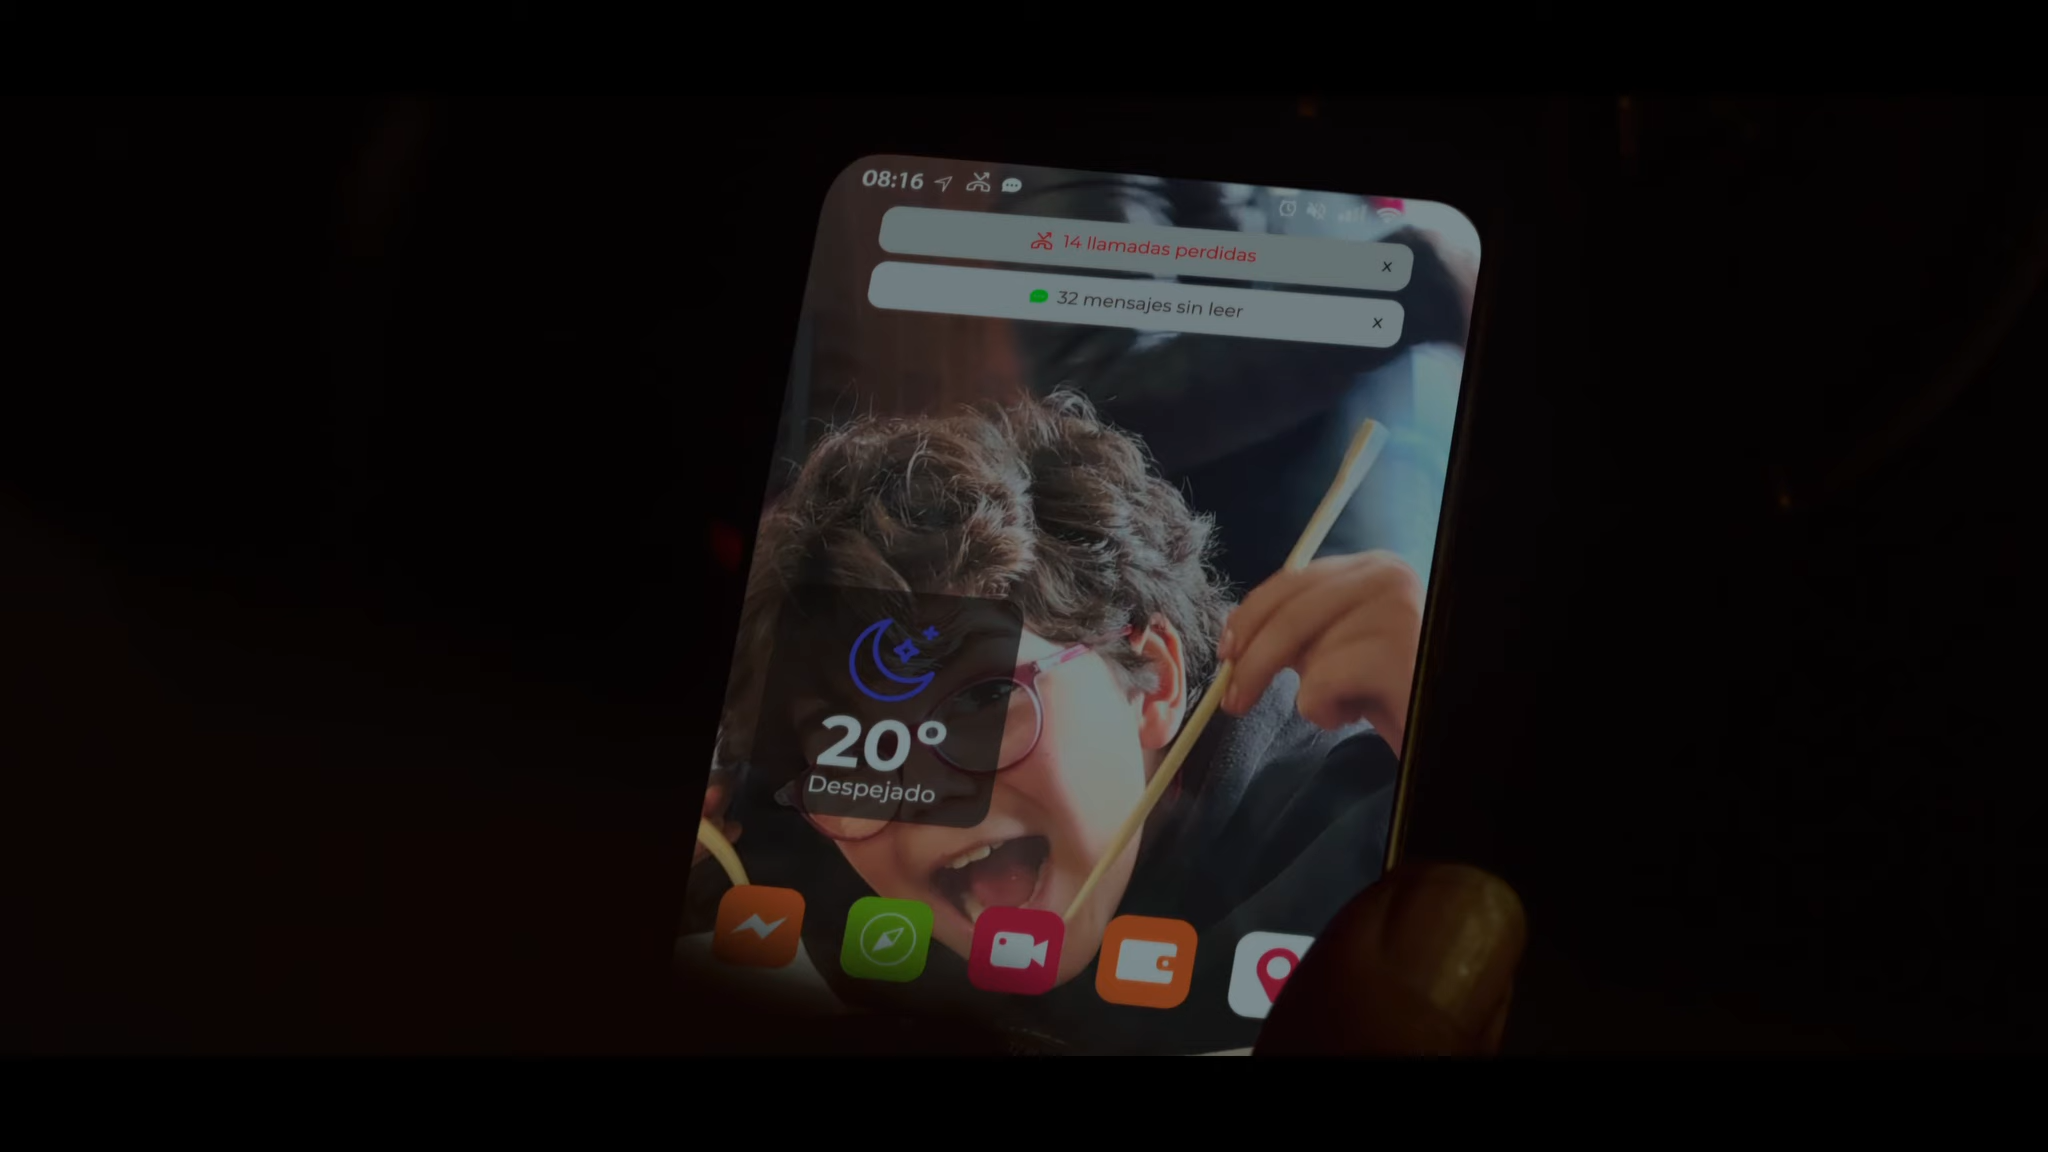 08:16
14 llamadas perdidas
x
32 mensajes sin leer
x
20°
Despejado